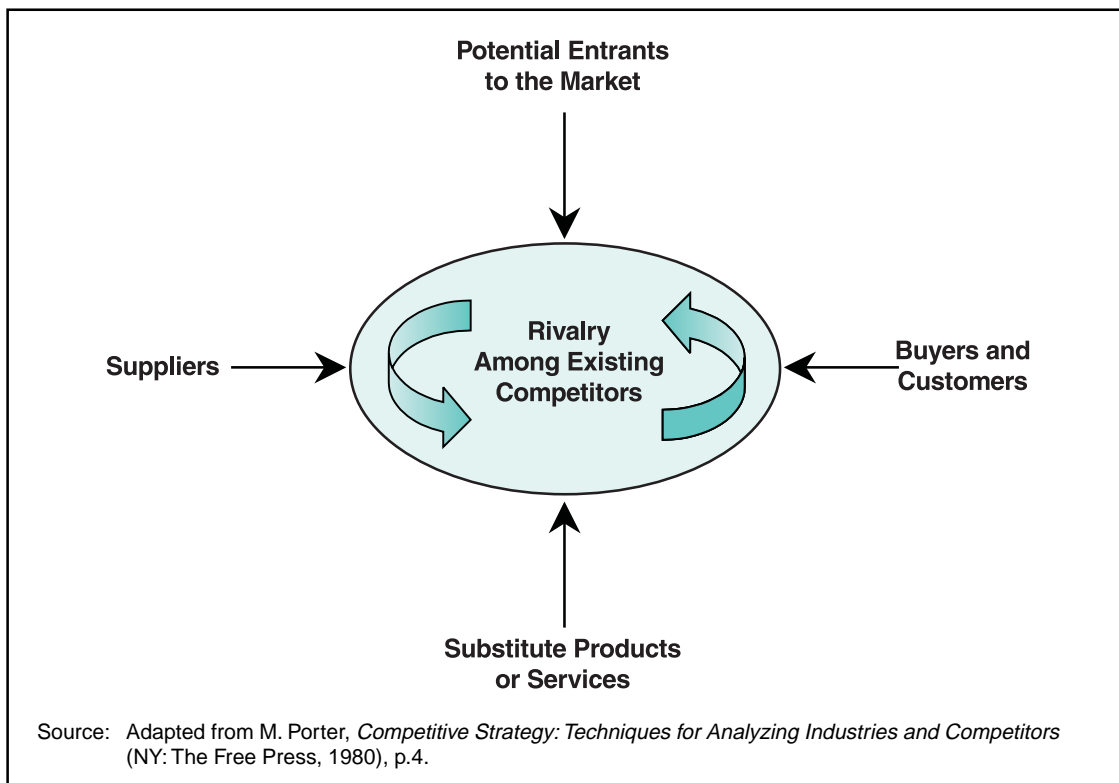 Potential Entrants
to the Market
Suppliers
Rivalry
Among Existing
Competitors
Buyers and
Customers
Substitute Products
or Services
Source: Adapted from M. Porter, Competitive Strategy: Techniques for Analyzing Industries and Competitors
(NY: The Free Press, 1980), p.4.